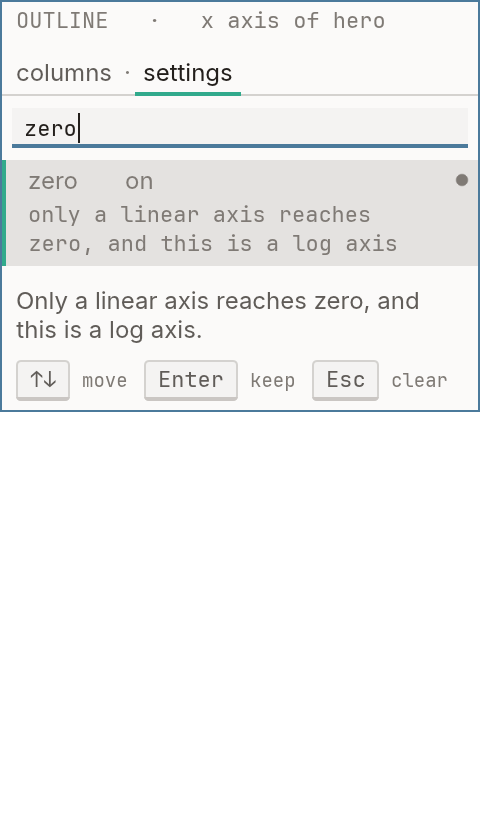 OUTLINE · x axis of hero
columns · settings
zero
zero on
only a linear axis reaches
zero, and this is a log axis
Only a linear axis reaches zero, and
this is a log axis.
↑↓ move Enter keep Esc clear